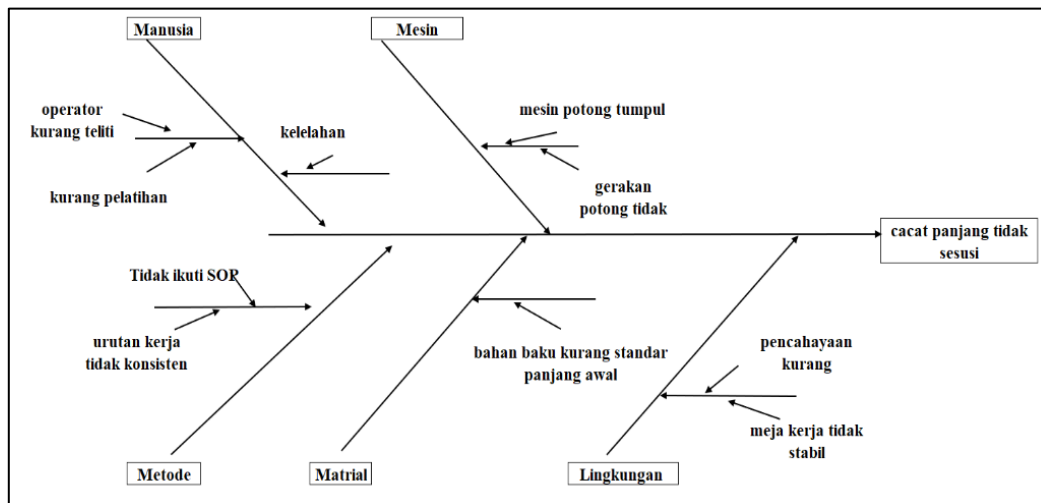 Manusia
Mesin
operator
kurang teliti
kelelahan
kurang pelatihan
mesin potong tumpul
gerakan
potong tidak
cacat panjang tidak
sesusi
Tidak ikuti SOP
urutan kerja
tidak konsisten
bahan baku kurang standar
panjang awal
pencahayaan
kurang
meja kerja tidak
stabil
Metode
Matrial
Lingkungan